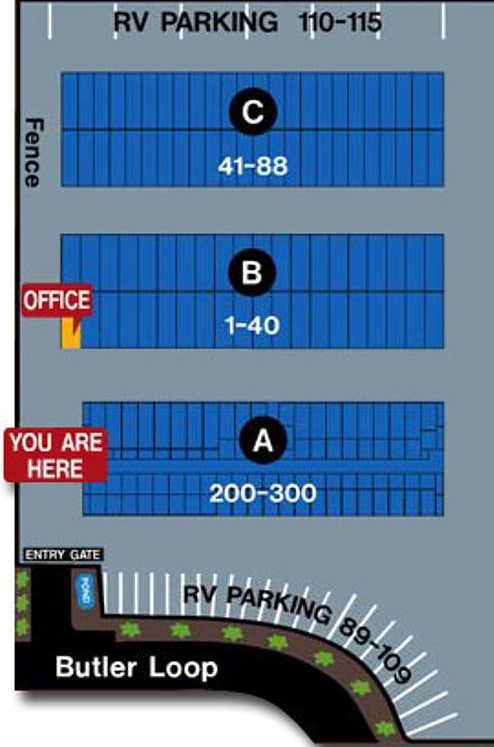 RV PARKING 110-115
C
41-88
Fence
B
1-40
OFFICE
A
200-300
YOU ARE
HERE
ENTRY GATE
POND
RV PARKING 89-109
Butler Loop